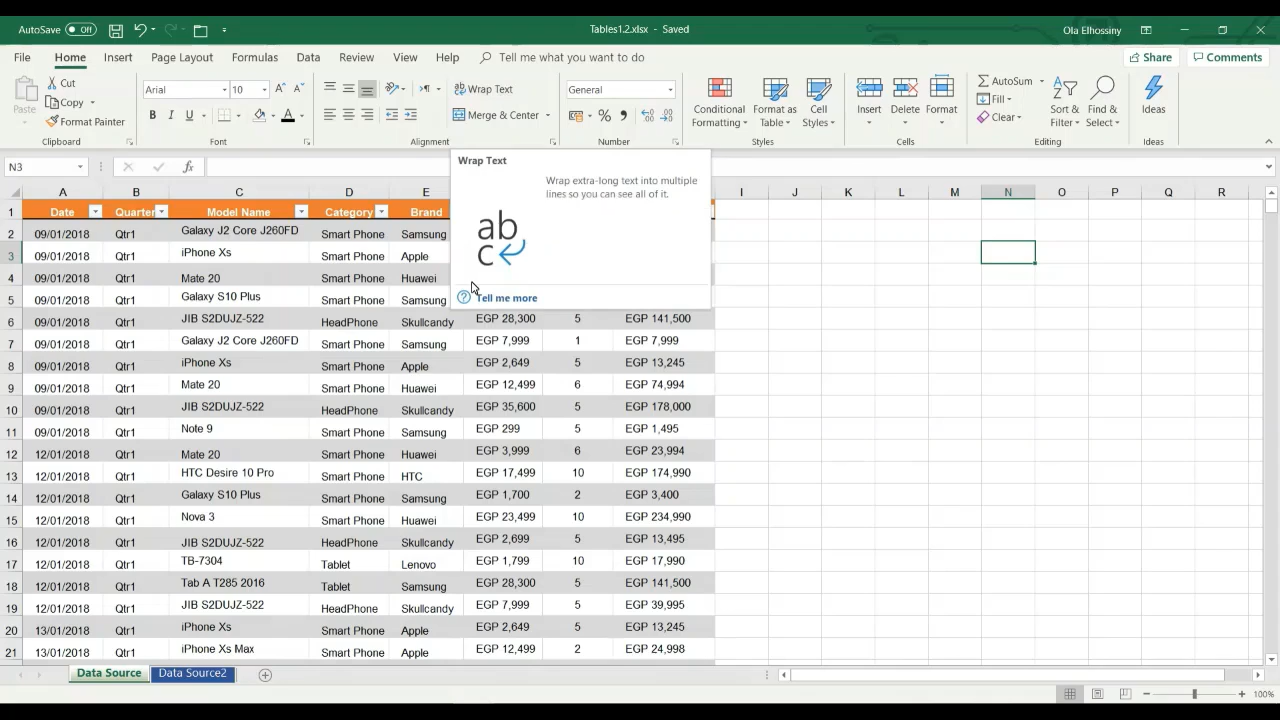 AutoSave Off Tables1.2.xlsx - Saved Ola Elhossiny
File Home Insert Page Layout Formulas Data Review View Help Tell me what you want to do Share Comments
Paste Cut Copy Format Painter Clipboard
Arial 10 B I U A Font
Wrap Text Merge & Center Alignment
General % Number
Conditional Formatting Format as Table Cell Styles Styles
Insert Delete Format Cells
AutoSum Fill Clear Sort & Filter Find & Select Editing
Ideas Ideas
N3 fx
Wrap Text
Wrap extra-long text into multiple
lines so you can see all of it.
ab
c
Tell me more
A B C D E I J K L M N O P Q R
1 Date Quarter Model Name Category Brand
2 09/01/2018 Qtr1 Galaxy J2 Core J260FD Smart Phone Samsung
3 09/01/2018 Qtr1 iPhone Xs Smart Phone Apple
4 09/01/2018 Qtr1 Mate 20 Smart Phone Huawei
5 09/01/2018 Qtr1 Galaxy S10 Plus Smart Phone Samsung
6 09/01/2018 Qtr1 JIB S2DUJZ-522 HeadPhone Skullcandy EGP 28,300 5 EGP 141,500
7 09/01/2018 Qtr1 Galaxy J2 Core J260FD Smart Phone Samsung EGP 7,999 1 EGP 7,999
8 09/01/2018 Qtr1 iPhone Xs Smart Phone Apple EGP 2,649 5 EGP 13,245
9 09/01/2018 Qtr1 Mate 20 Smart Phone Huawei EGP 12,499 6 EGP 74,994
10 09/01/2018 Qtr1 JIB S2DUJZ-522 HeadPhone Skullcandy EGP 35,600 5 EGP 178,000
11 09/01/2018 Qtr1 Note 9 Smart Phone Samsung EGP 299 5 EGP 1,495
12 09/01/2018 Qtr1 Mate 20 Smart Phone Huawei EGP 3,999 6 EGP 23,994
13 12/01/2018 Qtr1 HTC Desire 10 Pro Smart Phone HTC EGP 17,499 10 EGP 174,990
14 12/01/2018 Qtr1 Galaxy S10 Plus Smart Phone Samsung EGP 1,700 2 EGP 3,400
15 12/01/2018 Qtr1 Nova 3 Smart Phone Huawei EGP 23,499 10 EGP 234,990
16 12/01/2018 Qtr1 JIB S2DUJZ-522 HeadPhone Skullcandy EGP 2,699 5 EGP 13,495
17 12/01/2018 Qtr1 TB-7304 Tablet Lenovo EGP 1,799 10 EGP 17,990
18 12/01/2018 Qtr1 Tab A T285 2016 Tablet Samsung EGP 28,300 5 EGP 141,500
19 12/01/2018 Qtr1 JIB S2DUJZ-522 HeadPhone Skullcandy EGP 7,999 5 EGP 39,995
20 13/01/2018 Qtr1 iPhone Xs Smart Phone Apple EGP 2,649 5 EGP 13,245
21 13/01/2018 Qtr1 iPhone Xs Max Smart Phone Apple EGP 12,499 2 EGP 24,998
Data Source Data Source2
100%